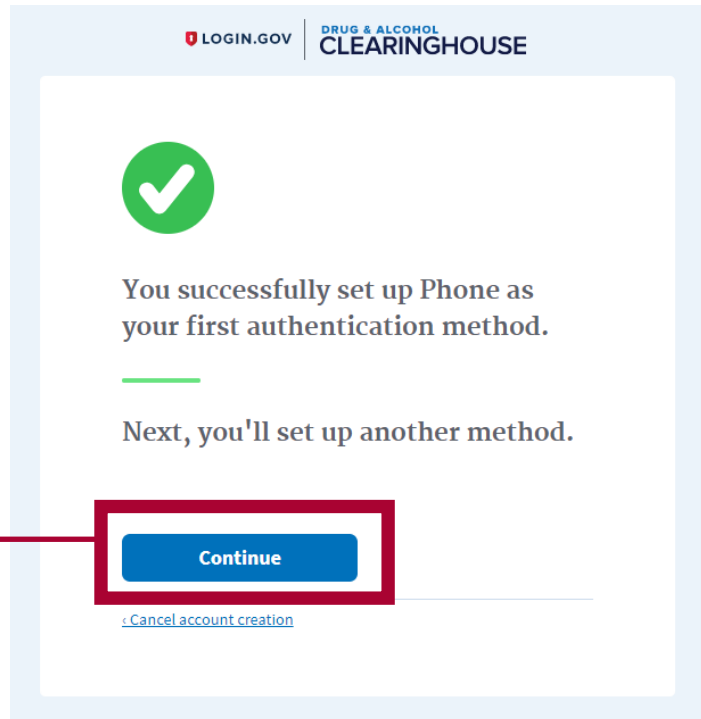 LOGIN.GOV
DRUG & ALCOHOL
CLEARINGHOUSE
You successfully set up Phone as
your first authentication method.
Next, you'll set up another method.
Continue
‹ Cancel account creation